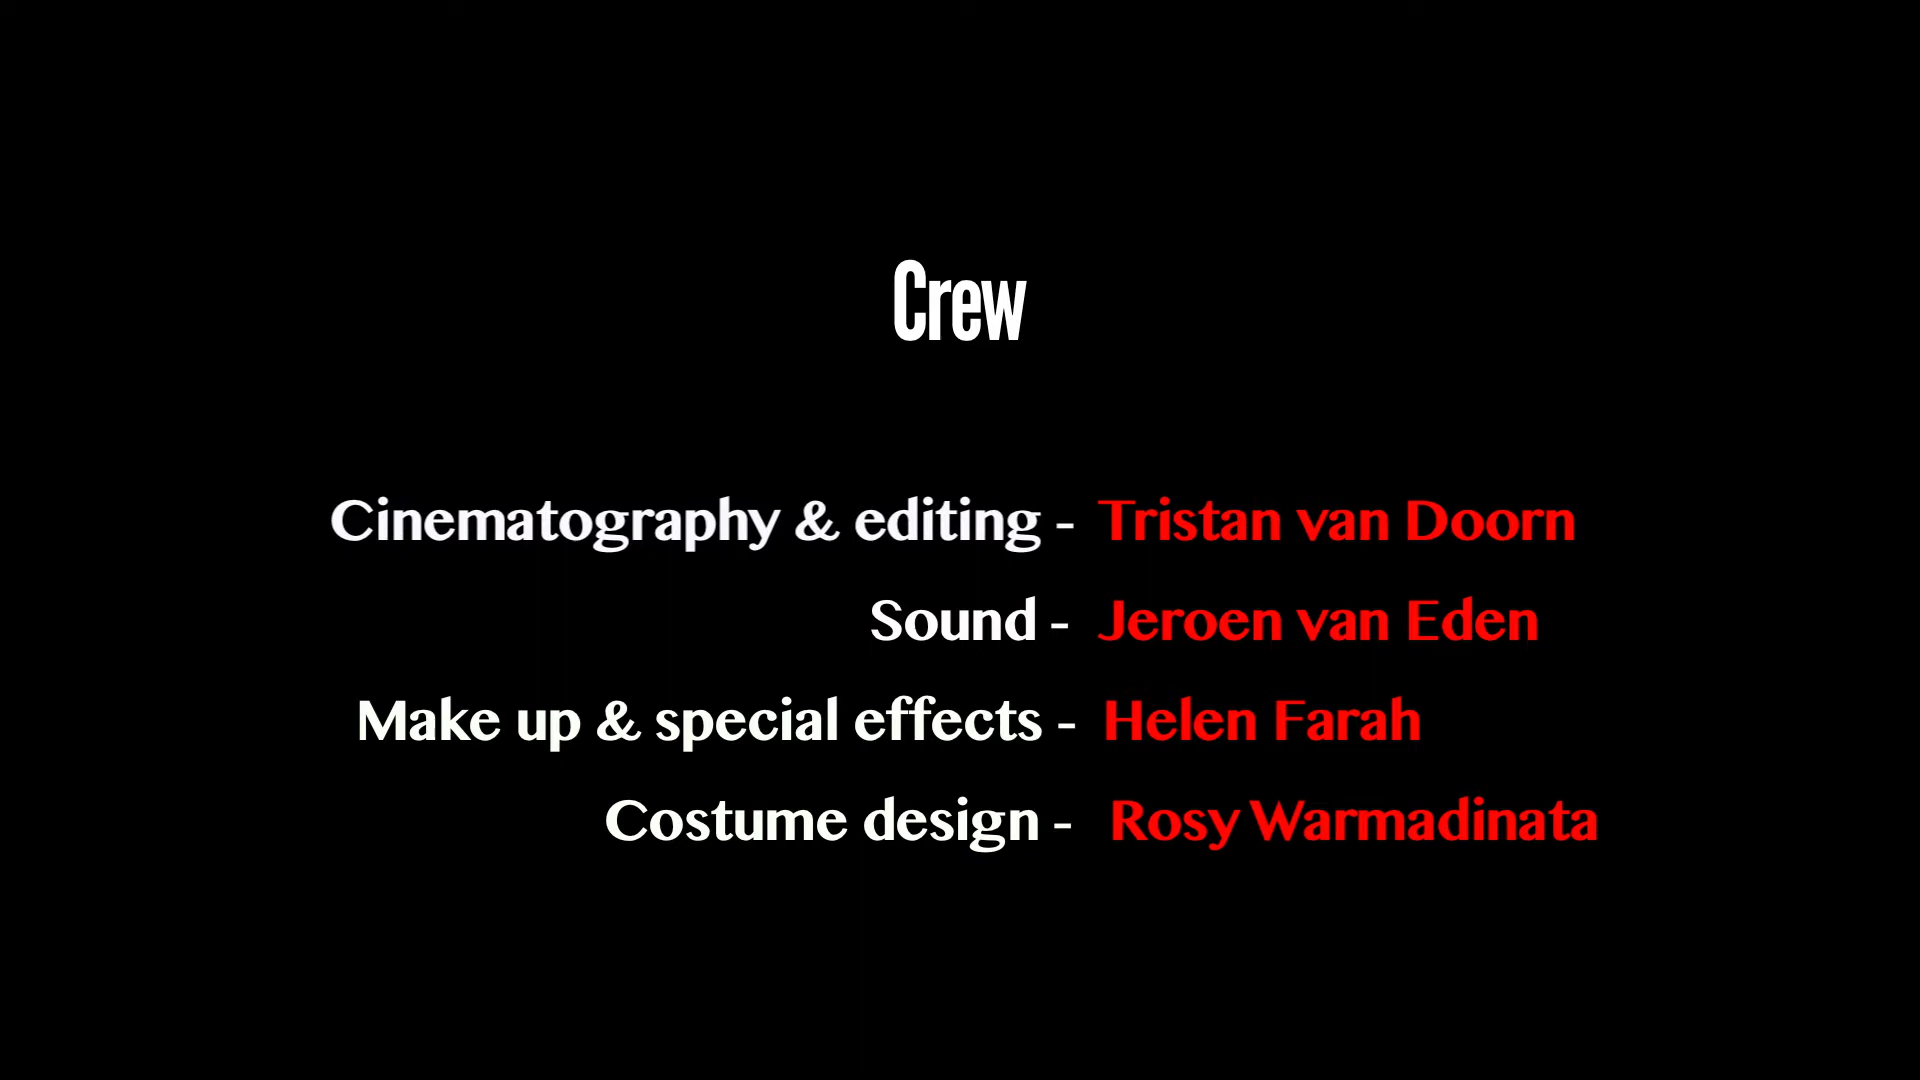 Crew
Cinematography & editing - Tristan van Doorn
Sound - Jeroen van Eden
Make up & special effects - Helen Farah
Costume design - Rosy Warmadinata